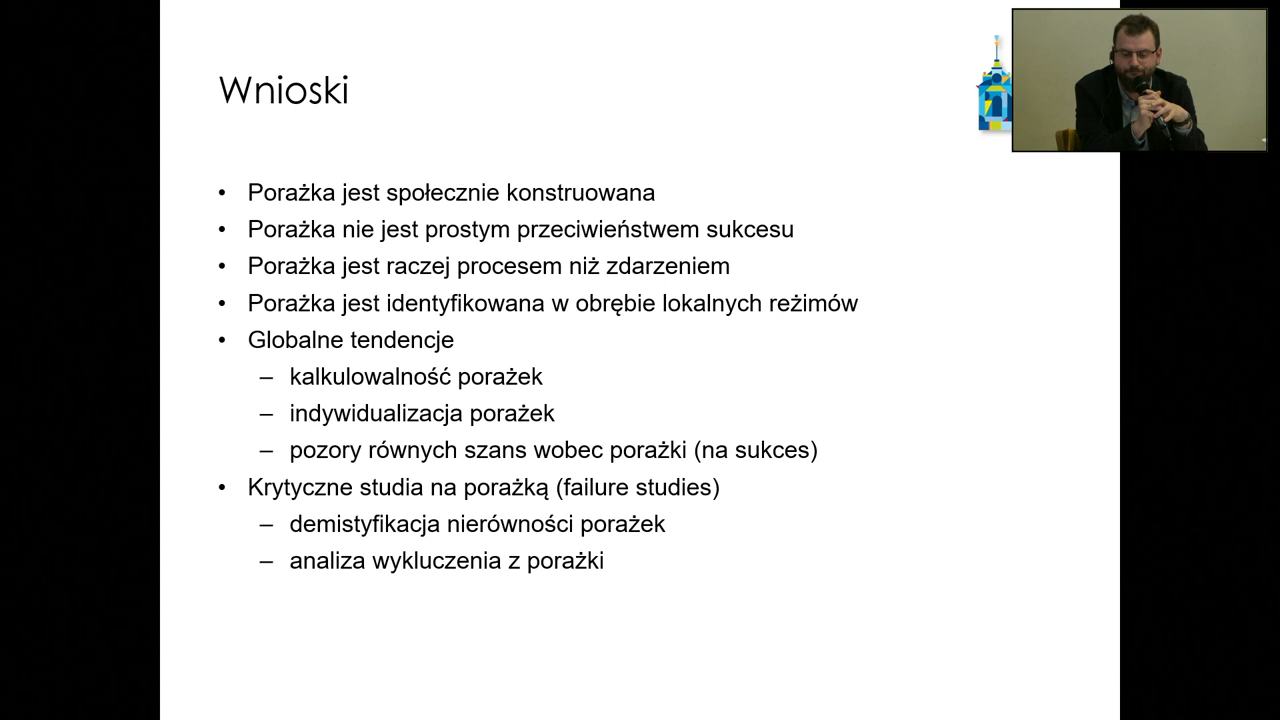 Wnioski
• Porażka jest społecznie konstruowana
• Porażka nie jest prostym przeciwieństwem sukcesu
• Porażka jest raczej procesem niż zdarzeniem
• Porażka jest identyfikowana w obrębie lokalnych reżimów
• Globalne tendencje
– kalkulowalność porażek
– indywidualizacja porażek
– pozory równych szans wobec porażki (na sukces)
• Krytyczne studia na porażką (failure studies)
– demistyfikacja nierówności porażek
– analiza wykluczenia z porażki